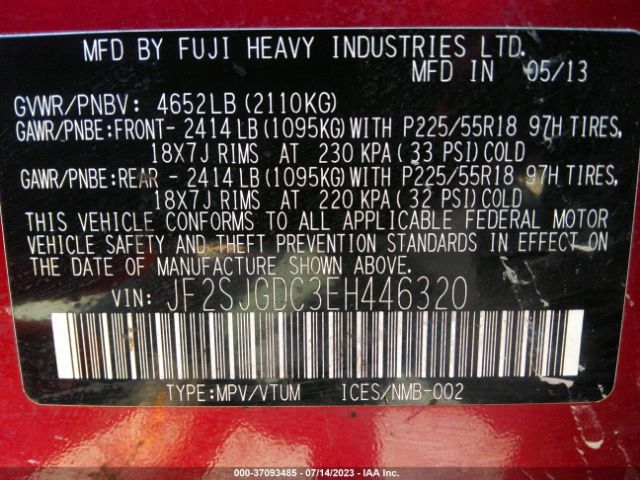 MFD BY FUJI HEAVY INDUSTRIES LTD.
MFD IN 05/13
GVWR/PNBV: 4652LB(2110KG)
GAWR/PNBE:FRONT- 2414LB(1095KG)WITH P225/55R18 97H TIRES,
18X7J RIMS AT 230 KPA(33 PSI)COLD
GAWR/PNBE:REAR - 2414LB(1095KG)WITH P225/55R18 97H TIRES,
18X7J RIMS AT 220 KPA(32 PSI)COLD
THIS VEHICLE CONFORMS TO ALL APPLICABLE FEDERAL MOTOR
VEHICLE SAFETY AND THEFT PREVENTION STANDARDS IN EFFECT ON
THE DATE OF MANUFACTURE SHOWN ABOVE.
VIN: JF2SJGDC3EH446320
TYPE:MPV/VTUM ICES/NMB-002
000-37093485 - 07/14/2023 - IAA Inc.